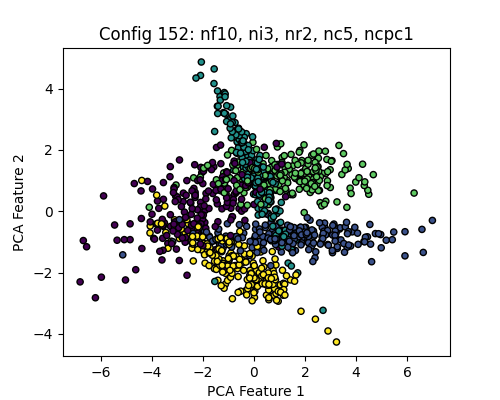 Config 152: nf10, ni3, nr2, nc5, ncpc1
PCA Feature 2
4
2
0
−2
−4
−6 −4 −2 0 2 4 6
PCA Feature 1